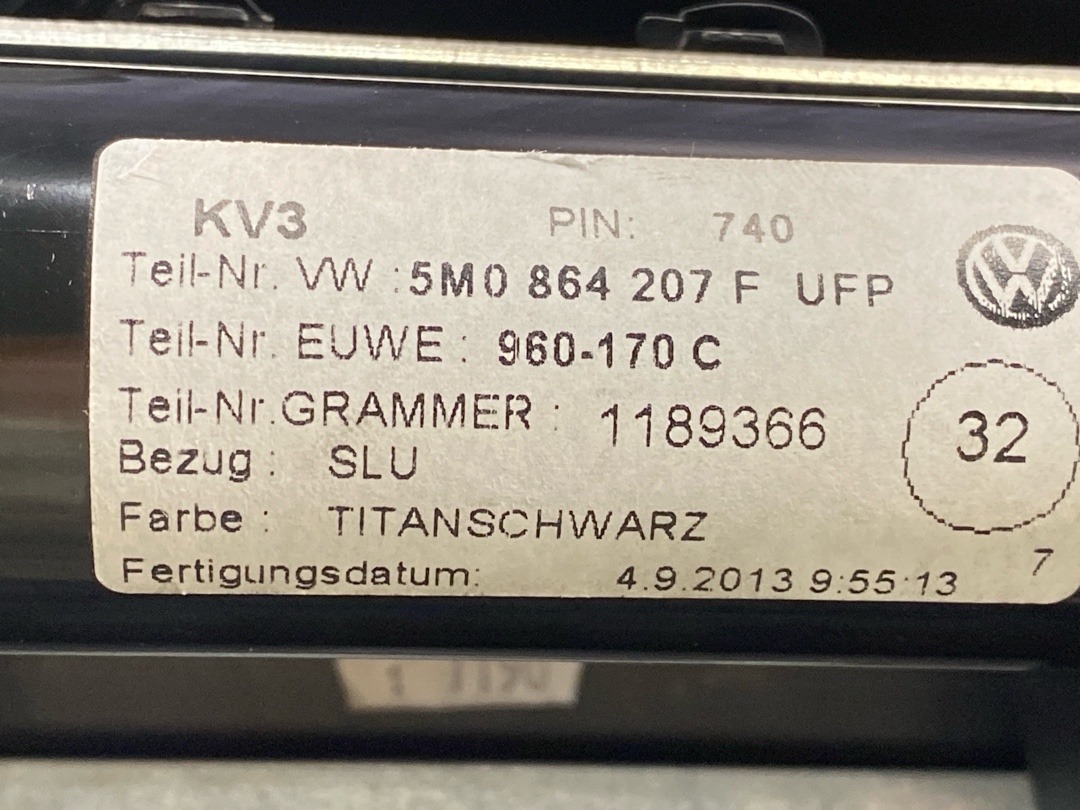 KV3 PIN: 740
Teil-Nr. VW :5M0 864 207 F UFP
Teil-Nr. EUWE : 960-170 C
Teil-Nr.GRAMMER : 1189366
32
Bezug : SLU
Farbe : TITANSCHWARZ
Fertigungsdatum: 4.9.2013 9:55:13
7